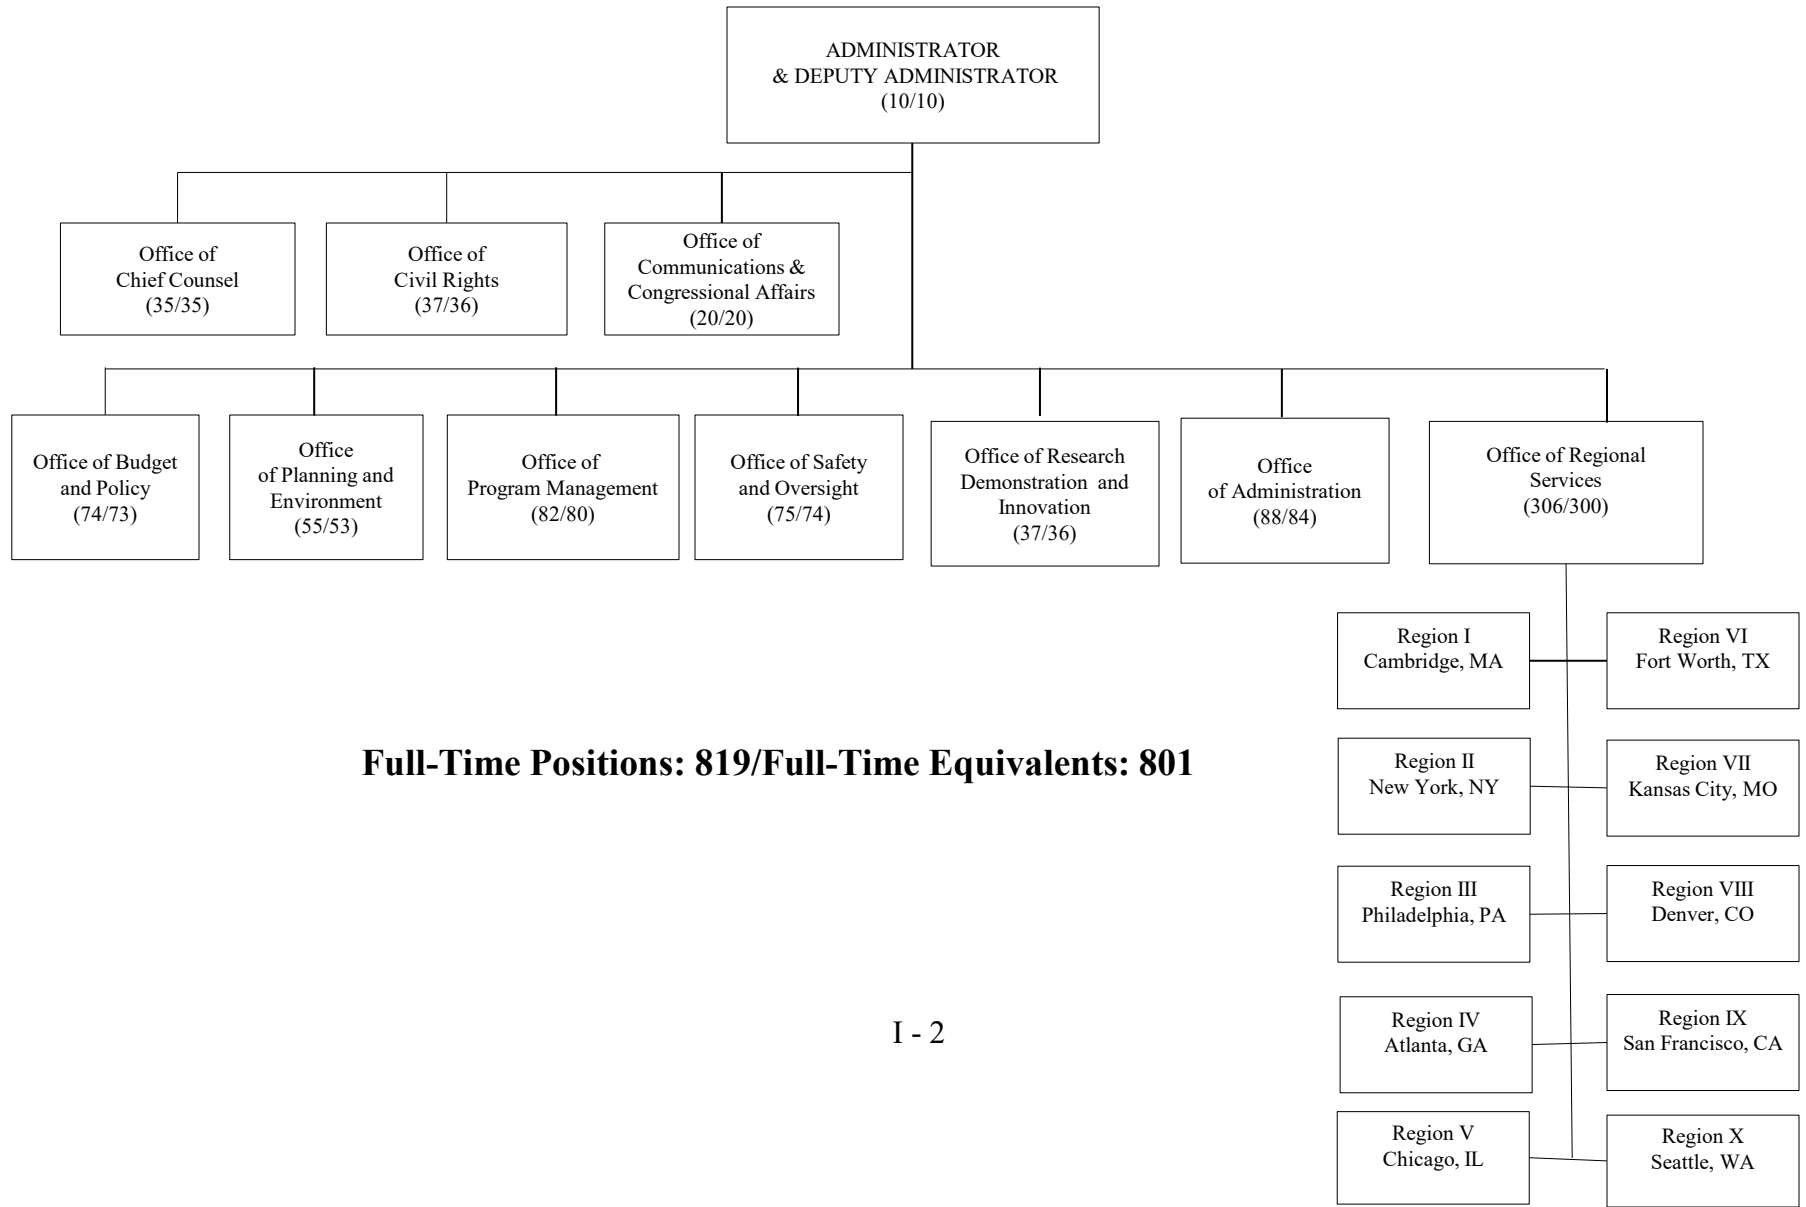 ADMINISTRATOR
& DEPUTY ADMINISTRATOR
(10/10)
Office of
Chief Counsel
(35/35)
Office of
Civil Rights
(37/36)
Office of
Communications &
Congressional Affairs
(20/20)
Office of Budget
and Policy
(74/73)
Office
of Planning and
Environment
(55/53)
Office of
Program Management
(82/80)
Office of Safety
and Oversight
(75/74)
Office of Research
Demonstration and
Innovation
(37/36)
Office
of Administration
(88/84)
Office of Regional
Services
(306/300)
Region I
Cambridge, MA
Region VI
Fort Worth, TX
Region II
New York, NY
Region VII
Kansas City, MO
Region III
Philadelphia, PA
Region VIII
Denver, CO
Region IV
Atlanta, GA
Region IX
San Francisco, CA
Region V
Chicago, IL
Region X
Seattle, WA
Full-Time Positions: 819/Full-Time Equivalents: 801
I - 2